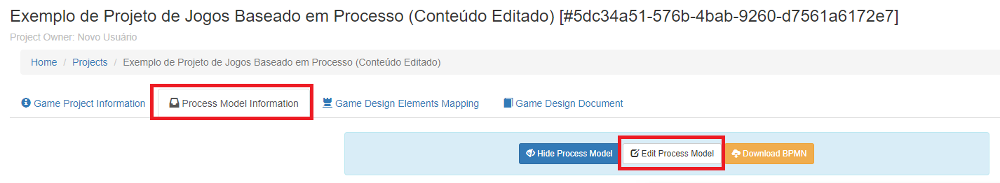 Exemplo de Projeto de Jogos Baseado em Processo (Conteúdo Editado) [#5dc34a51-576b-4bab-9260-d7561a6172e7]
Project Owner: Novo Usuário
Home / Projects / Exemplo de Projeto de Jogos Baseado em Processo (Conteúdo Editado)
Game Project Information Process Model Information Game Design Elements Mapping Game Design Document
Hide Process Model Edit Process Model Download BPMN